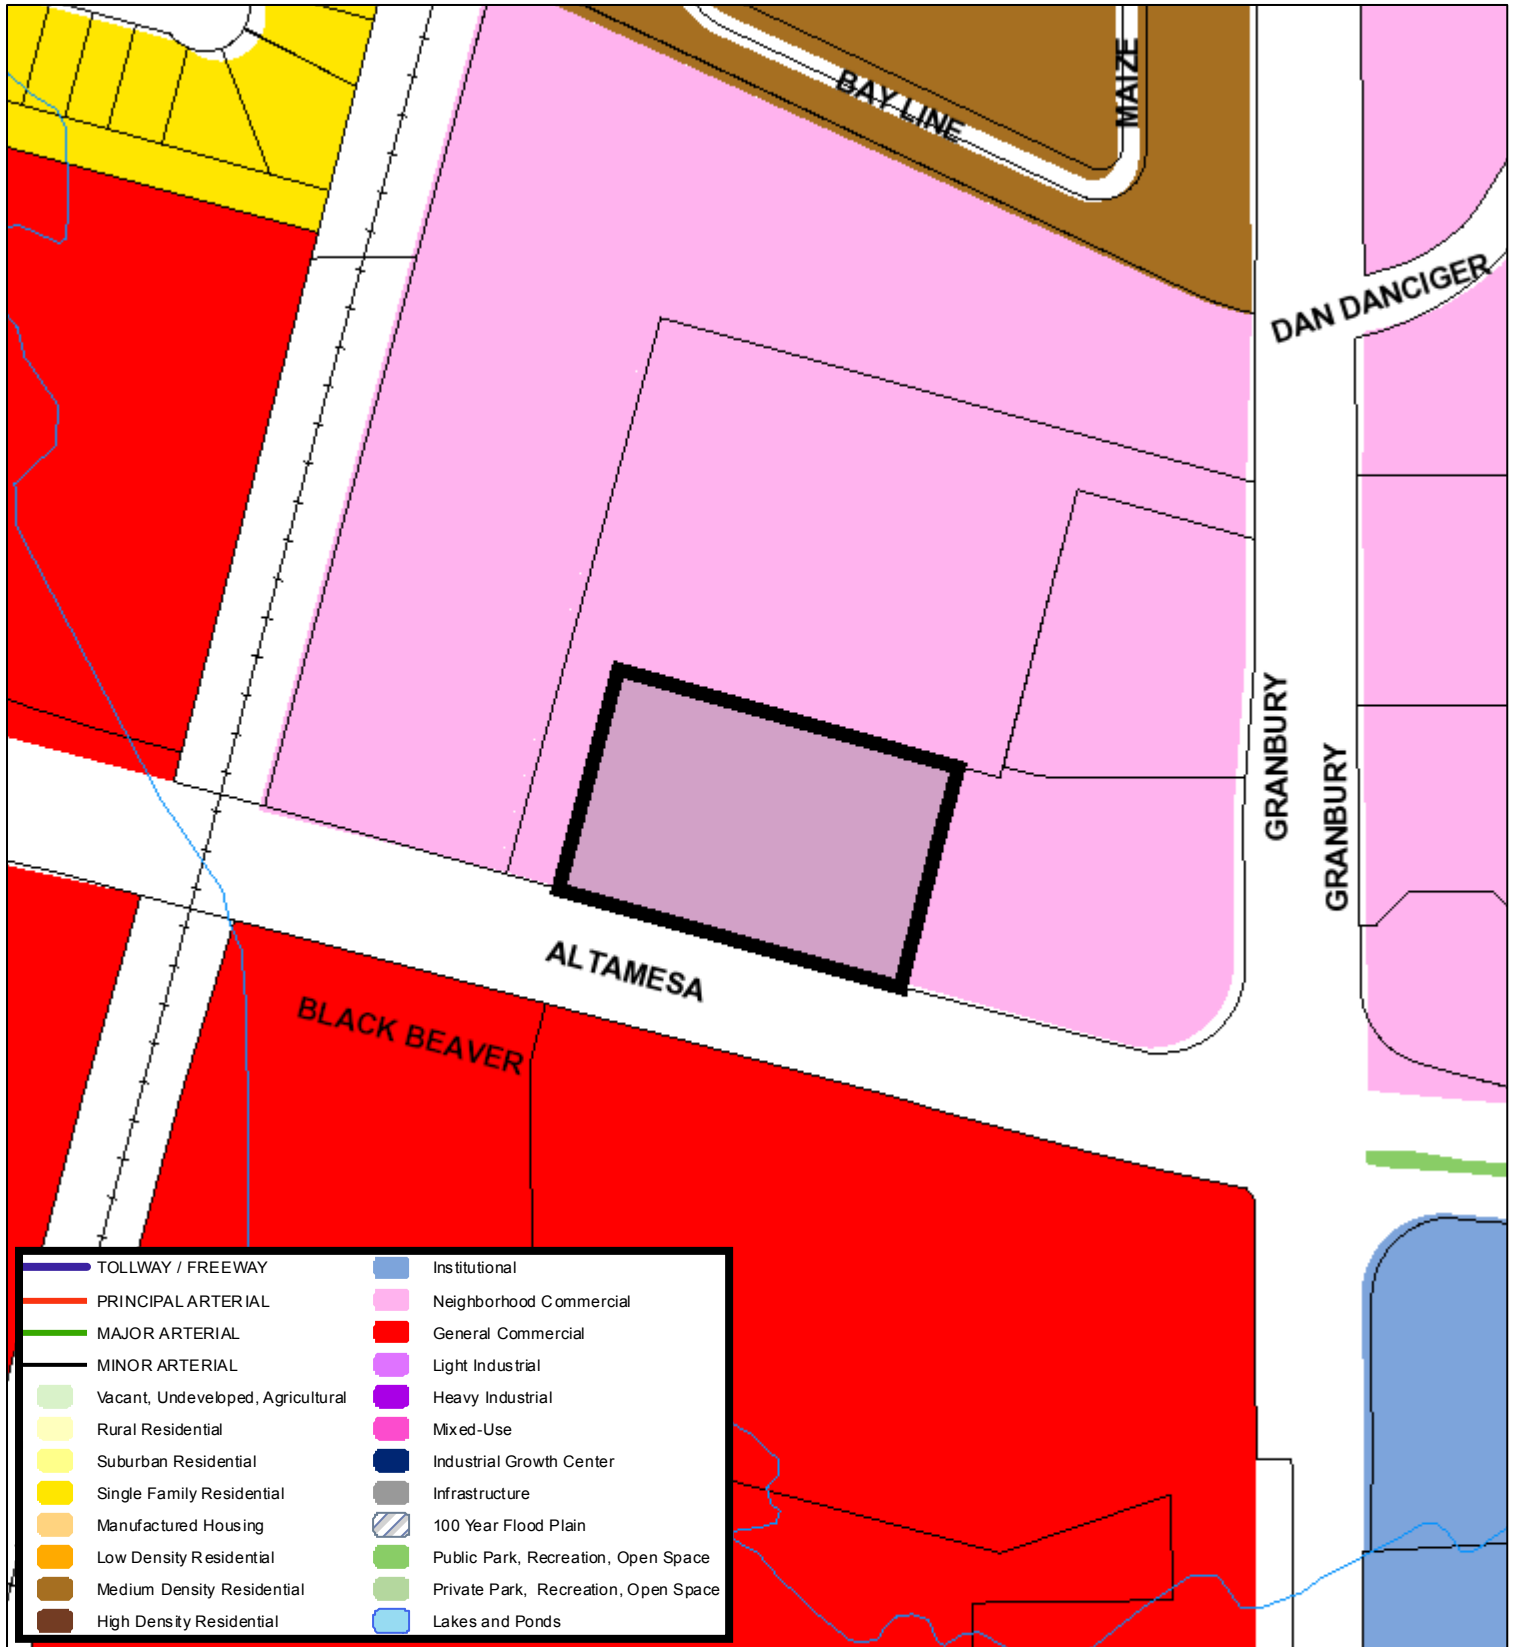 BAY LINE
MAIZE
DAN DANCIGER
GRANBURY
GRANBURY
ALTAMESA
BLACK BEAVER
TOLLWAY / FREEWAY
PRINCIPAL ARTERIAL
MAJOR ARTERIAL
MINOR ARTERIAL
Vacant, Undeveloped, Agricultural
Rural Residential
Suburban Residential
Single Family Residential
Manufactured Housing
Low Density Residential
Medium Density Residential
High Density Residential
Institutional
Neighborhood Commercial
General Commercial
Light Industrial
Heavy Industrial
Mixed-Use
Industrial Growth Center
Infrastructure
100 Year Flood Plain
Public Park, Recreation, Open Space
Private Park, Recreation, Open Space
Lakes and Ponds